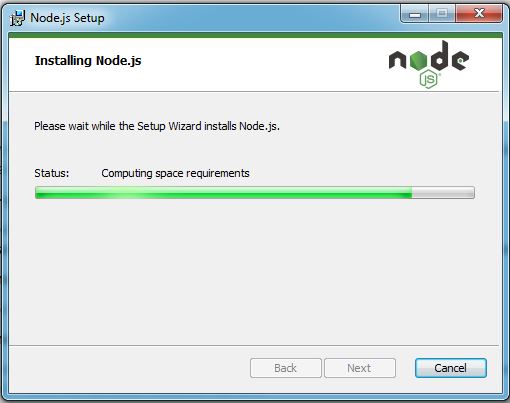 Node.js Setup
Installing Node.js
node
JS
Please wait while the Setup Wizard installs Node.js.
Status: Computing space requirements
Back Next Cancel